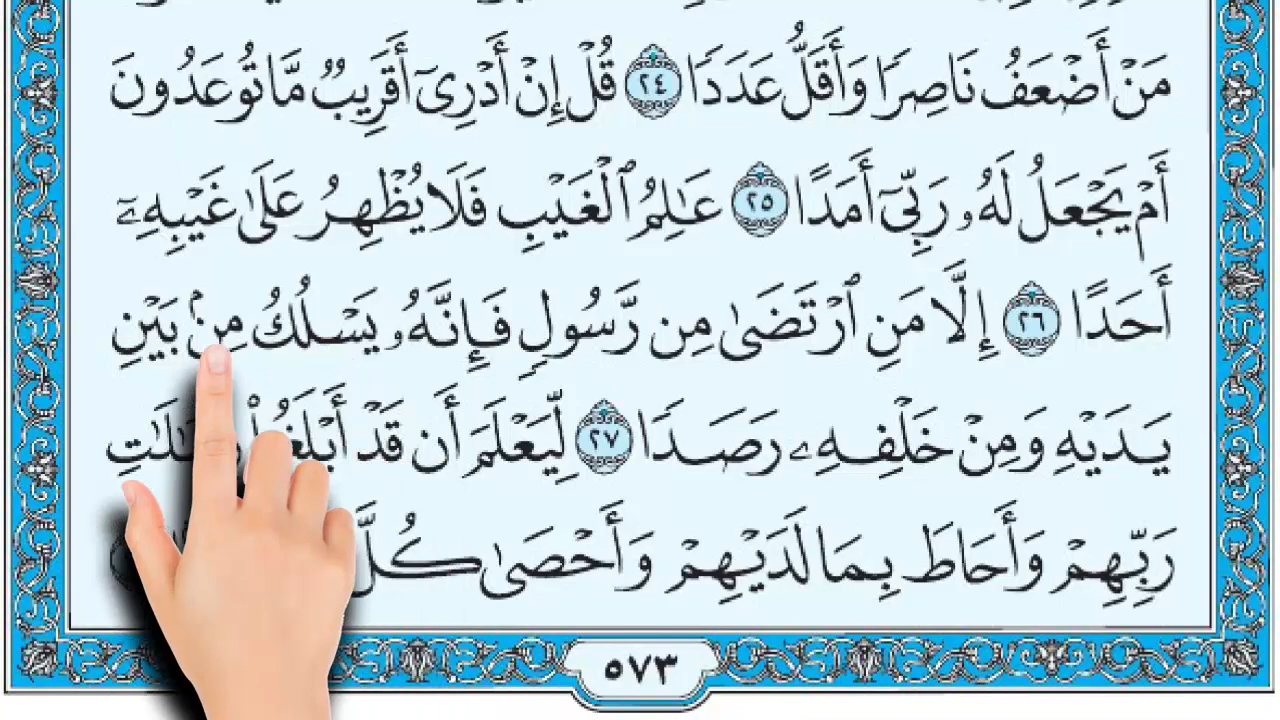 مَنْ أَضْعَفُ نَاصِرًا وَأَقَلُّ عَدَدًا ٢٤ قُلْ إِنْ أَدْرِىٓ أَقَرِيبٌ مَّا تُوعَدُونَ
أَمْ يَجْعَلُ لَهُۥ رَبِّىٓ أَمَدًا ٢٥ عَٰلِمُ ٱلْغَيْبِ فَلَا يُظْهِرُ عَلَىٰ غَيْبِهِۦٓ
أَحَدًا ٢٦ إِلَّا مَنِ ٱرْتَضَىٰ مِن رَّسُولٍ فَإِنَّهُۥ يَسْلُكُ مِنۢ بَيْنِ
يَدَيْهِ وَمِنْ خَلْفِهِۦ رَصَدًا ٢٧ لِّيَعْلَمَ أَن قَدْ أَبْلَغُوا۟
رَبِّهِمْ وَأَحَاطَ بِمَا لَدَيْهِمْ وَأَحْصَىٰ كُلَّ
٥٧٣